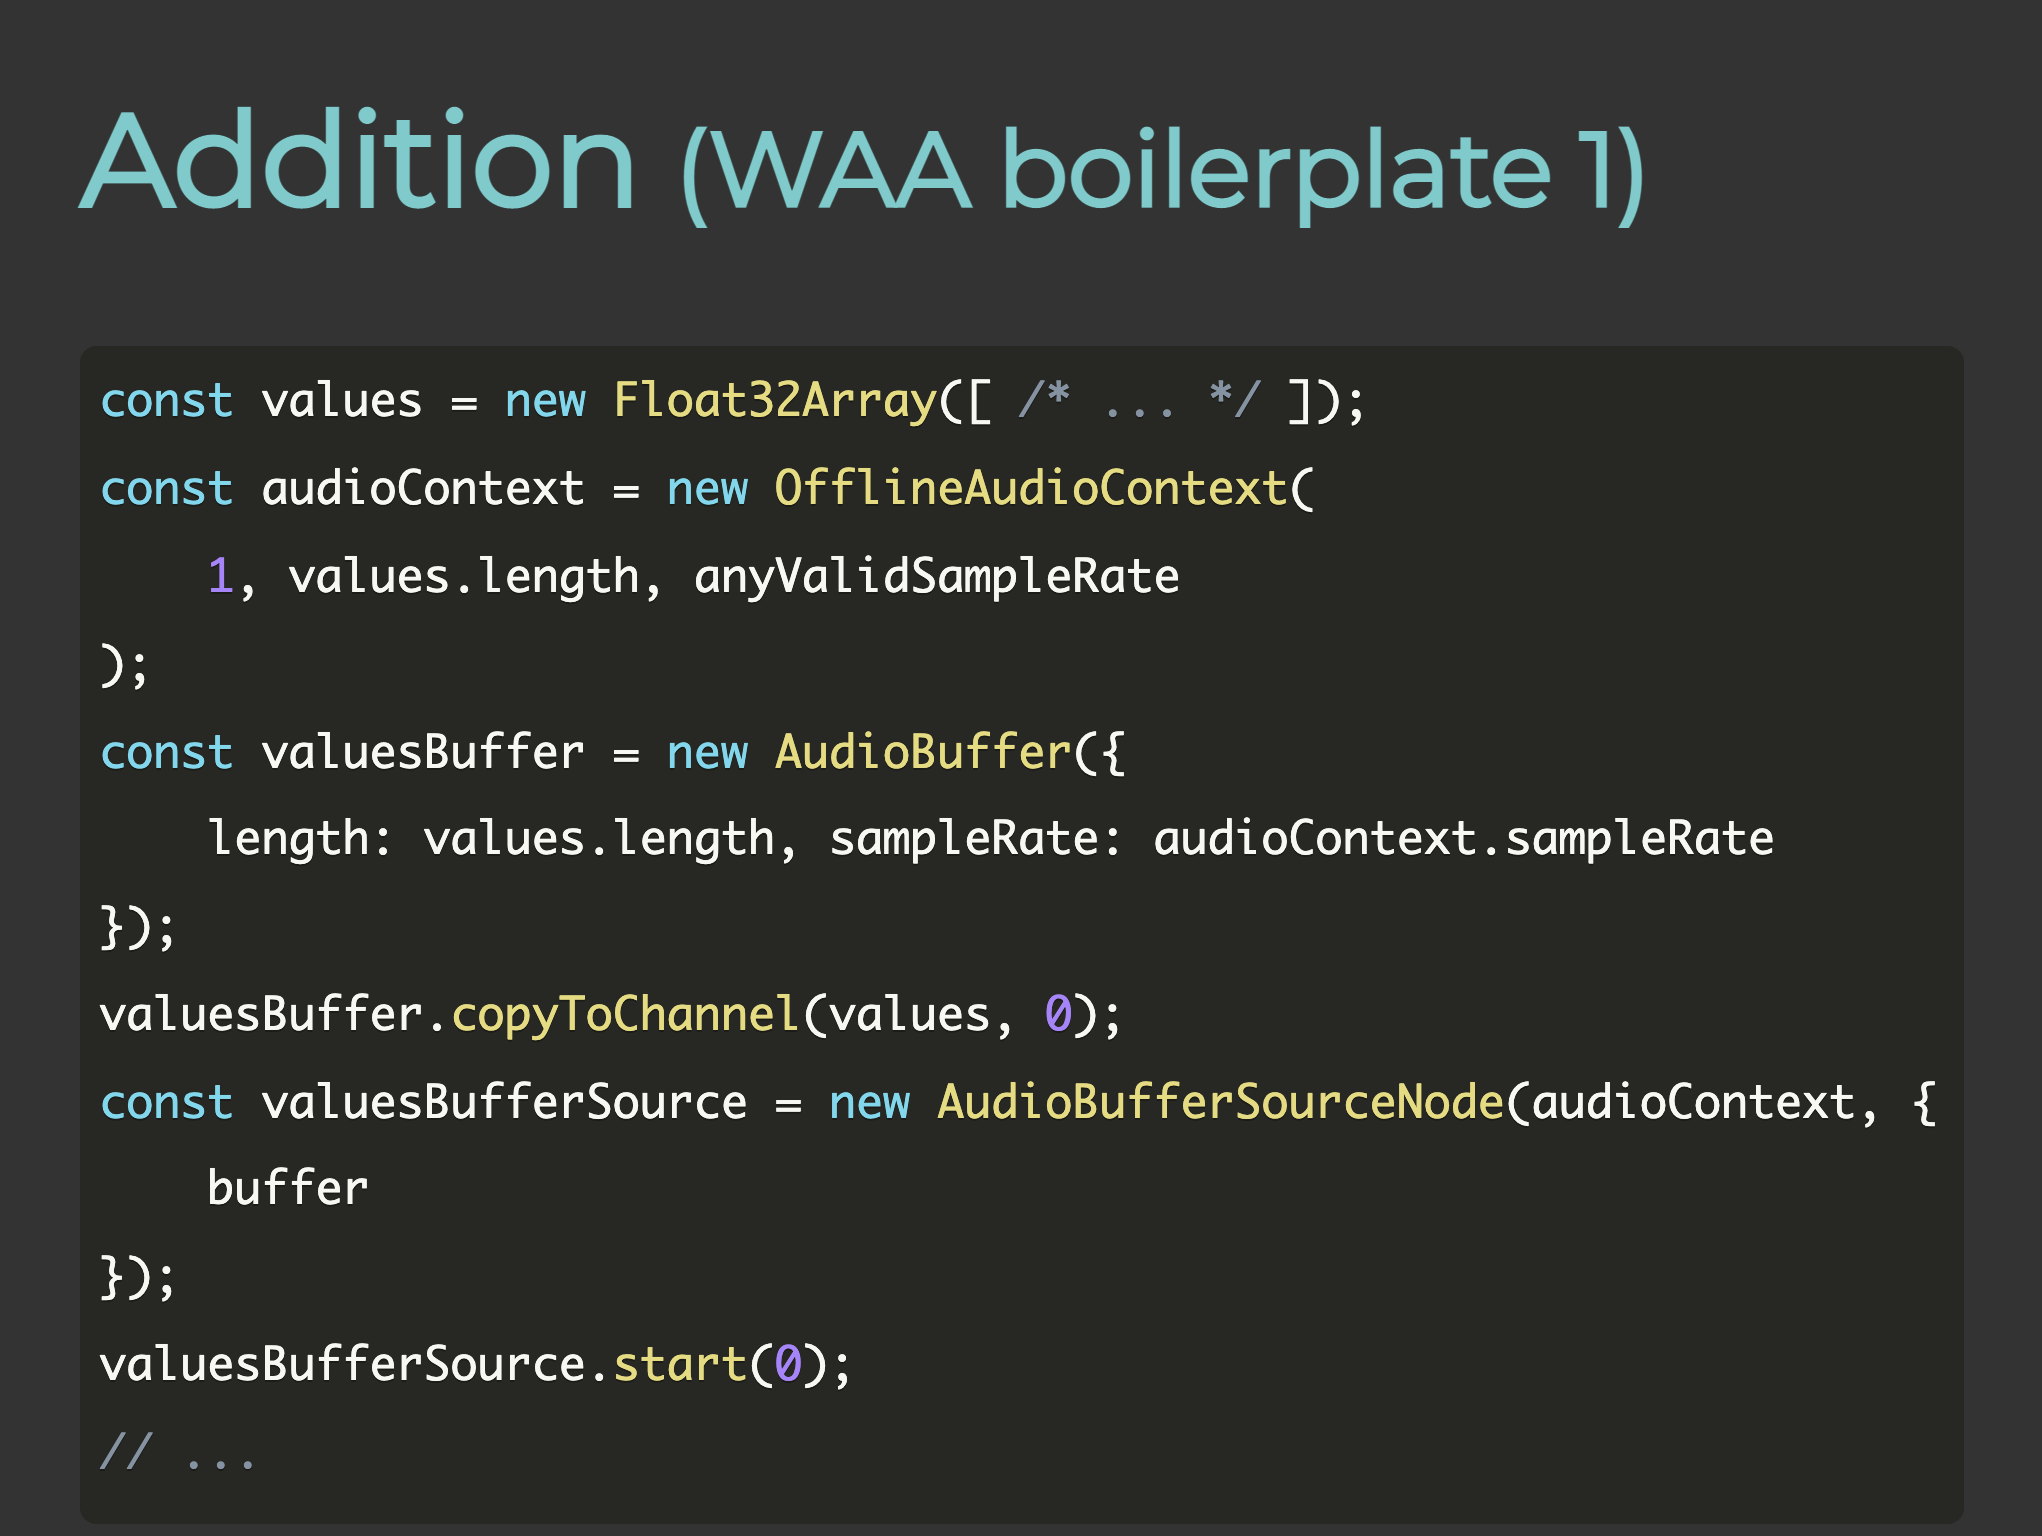 Addition (WAA boilerplate 1)
const values = new Float32Array([ /* ... */ ]);
const audioContext = new OfflineAudioContext(
    1, values.length, anyValidSampleRate
);
const valuesBuffer = new AudioBuffer({
    length: values.length, sampleRate: audioContext.sampleRate
});
valuesBuffer.copyToChannel(values, 0);
const valuesBufferSource = new AudioBufferSourceNode(audioContext, {
    buffer
});
valuesBufferSource.start(0);
// ...